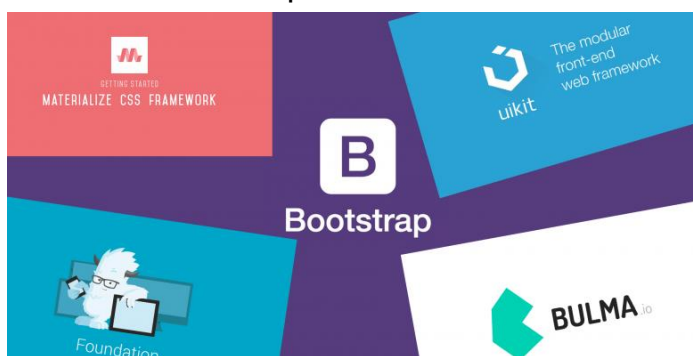 GETTING STARTED
MATERIALIZE CSS FRAMEWORK
uikit
The modular
front-end
web framework
B
Bootstrap
Foundation
BULMA.io